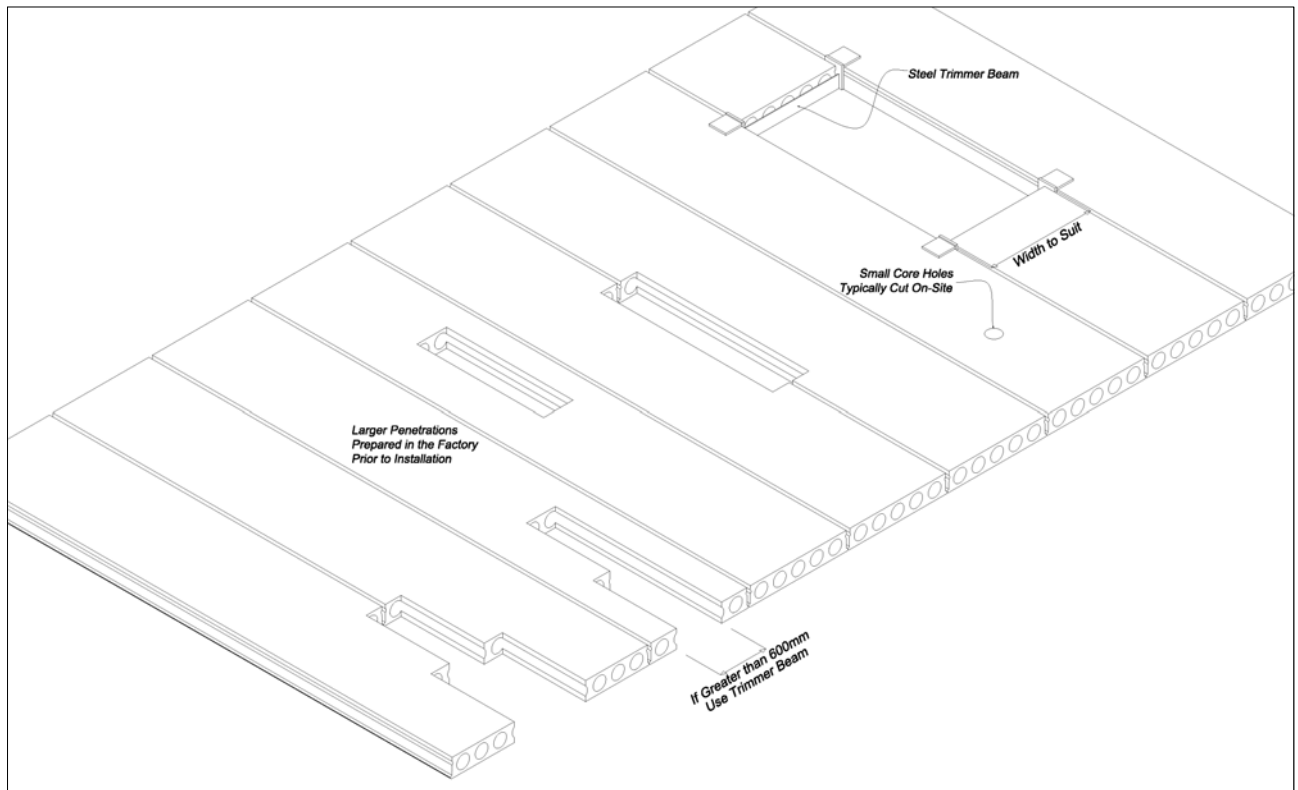 Steel Trimmer Beam
Width to Suit
Small Core Holes
Typically Cut On-Site
Larger Penetrations
Prepared in the Factory
Prior to Installation
If Greater than 600mm
Use Trimmer Beam